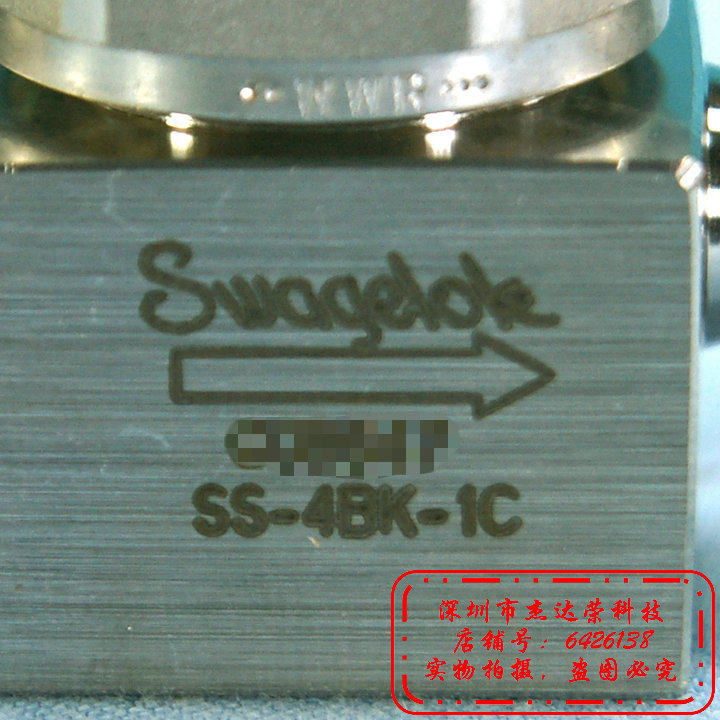 WWR
Swagelok
SS-4BK-1C
深圳市杰达荣科技
店铺号：6426138
实物拍摄，盗图必究